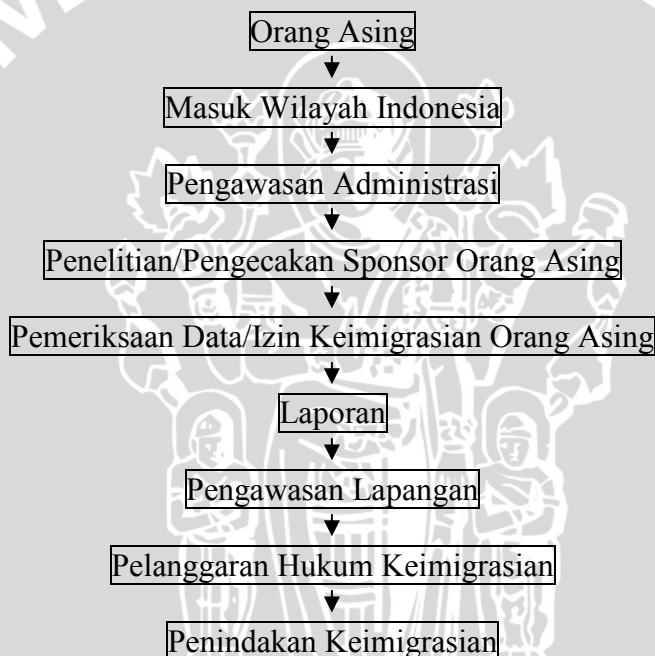 Orang Asing
Masuk Wilayah Indonesia
Pengawasan Administrasi
Penelitian/Pengecakan Sponsor Orang Asing
Pemeriksaan Data/Izin Keimigrasian Orang Asing
Laporan
Pengawasan Lapangan
Pelanggaran Hukum Keimigrasian
Penindakan Keimigrasian